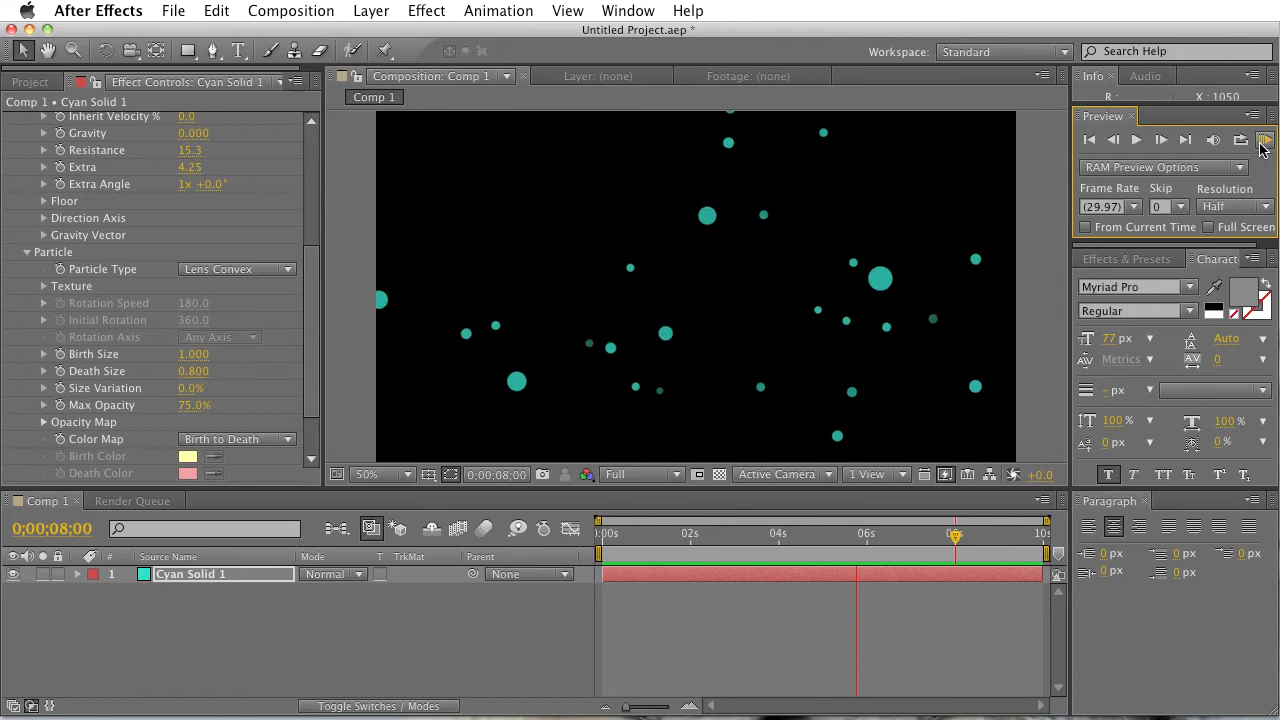 After Effects File Edit Composition Layer Effect Animation View Window Help
Untitled Project.aep *
Workspace: Standard Search Help
Project Effect Controls: Cyan Solid 1
Comp 1 • Cyan Solid 1
Inherit Velocity % 0.0
Gravity 0.000
Resistance 15.3
Extra 4.25
Extra Angle 1x +0.0°
Floor
Direction Axis
Gravity Vector
Particle
Particle Type Lens Convex
Texture
Rotation Speed 180.0
Initial Rotation 360.0
Rotation Axis Any Axis
Birth Size 1.000
Death Size 0.800
Size Variation 0.0%
Max Opacity 75.0%
Opacity Map
Color Map Birth to Death
Birth Color
Death Color
Composition: Comp 1 Layer: (none) Footage: (none)
Comp 1
50% 0;00;08;00 Full Active Camera 1 View +0.0
Info Audio
R : X : 1050
Preview
RAM Preview Options
Frame Rate Skip Resolution
(29.97) 0 Half
From Current Time Full Screen
Effects & Presets Charact
Myriad Pro
Regular
77 px Auto
Metrics 0
- px
100 % 100 %
0 px 0 %
T T TT Tт T¹ T₁
Paragraph
0 px 0 px 0 px
0 px 0 px
Comp 1 Render Queue
0;00;08;00
:00s 02s 04s 06s 08s 10s
# Source Name Mode T TrkMat Parent
1 Cyan Solid 1 Normal None
Toggle Switches / Modes